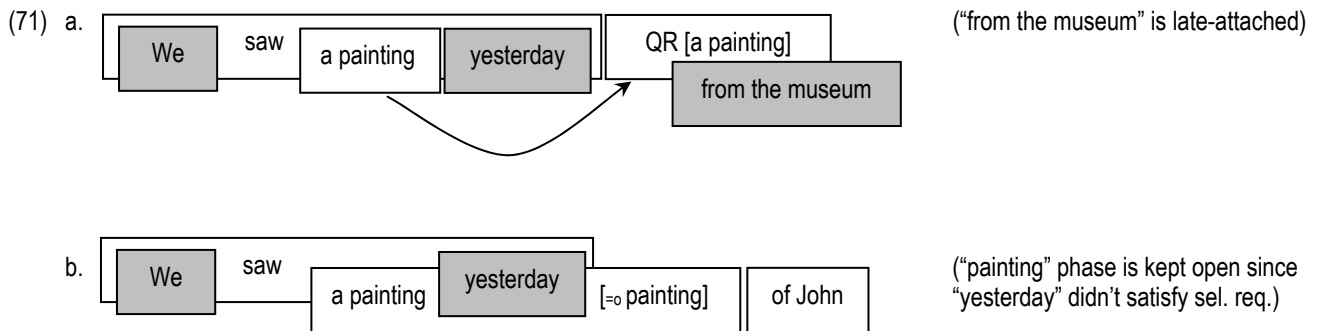 (71) a. We saw a painting yesterday QR [a painting] from the museum ("from the museum" is late-attached)
b. We saw a painting yesterday [=o painting] of John ("painting" phase is kept open since
"yesterday" didn't satisfy sel. req.)